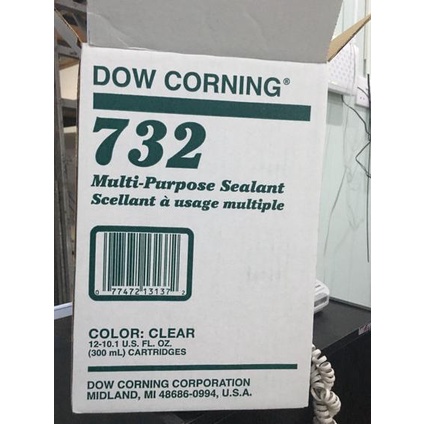 DOW CORNING®
732
Multi-Purpose Sealant
Scellant à usage multiple
0 77472 13137 2
COLOR: CLEAR
12-10.1 U.S. FL. OZ.
(300 mL) CARTRIDGES
DOW CORNING CORPORATION
MIDLAND, MI 48686-0994, U.S.A.